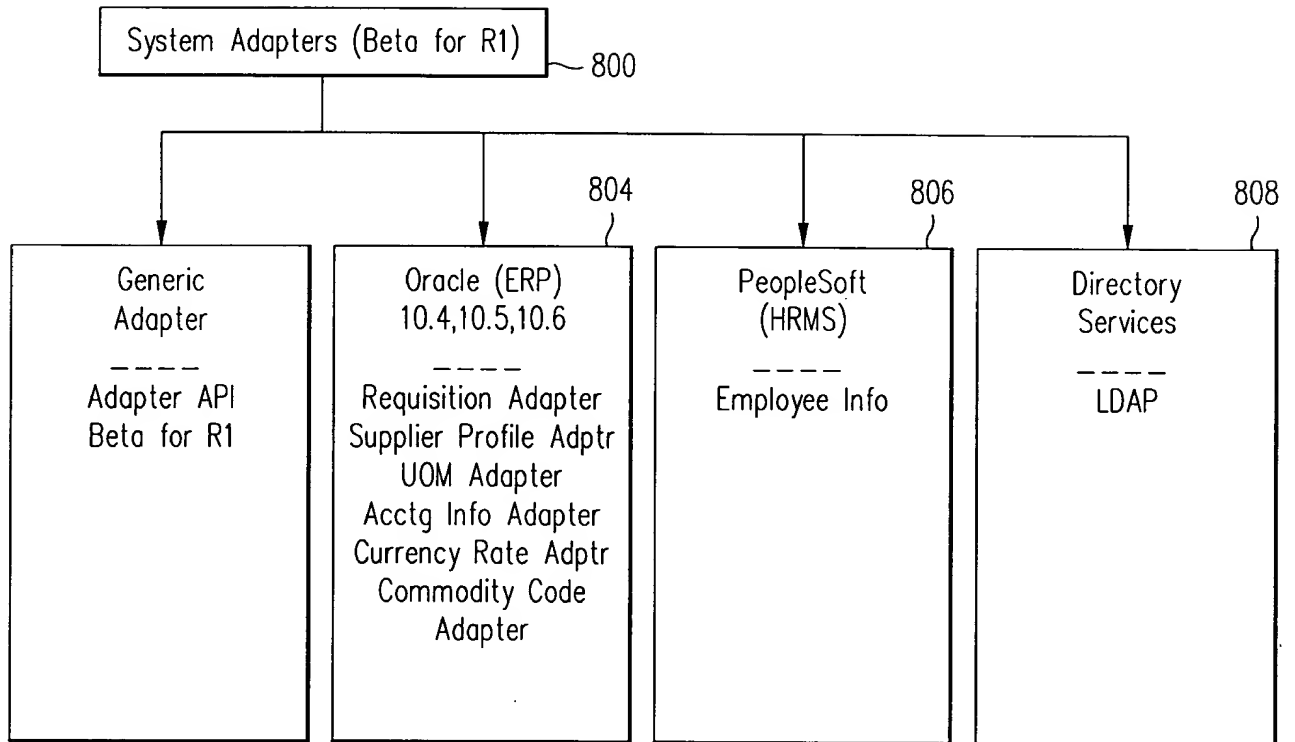 System Adapters (Beta for R1)
800
804
806
808
Generic
Adapter
Adapter API
Beta for R1
Oracle (ERP)
10.4,10.5,10.6
Requisition Adapter
Supplier Profile Adptr
UOM Adapter
Acctg Info Adapter
Currency Rate Adptr
Commodity Code
Adapter
PeopleSoft
(HRMS)
Employee Info
Directory
Services
LDAP